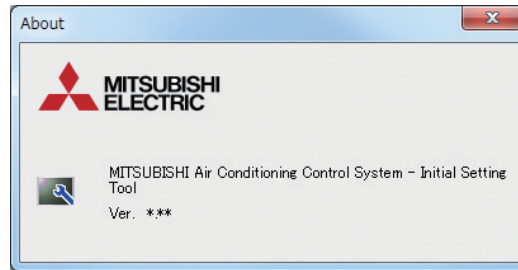 About
MITSUBISHI
ELECTRIC
MITSUBISHI Air Conditioning Control System - Initial Setting
Tool
Ver. *.**